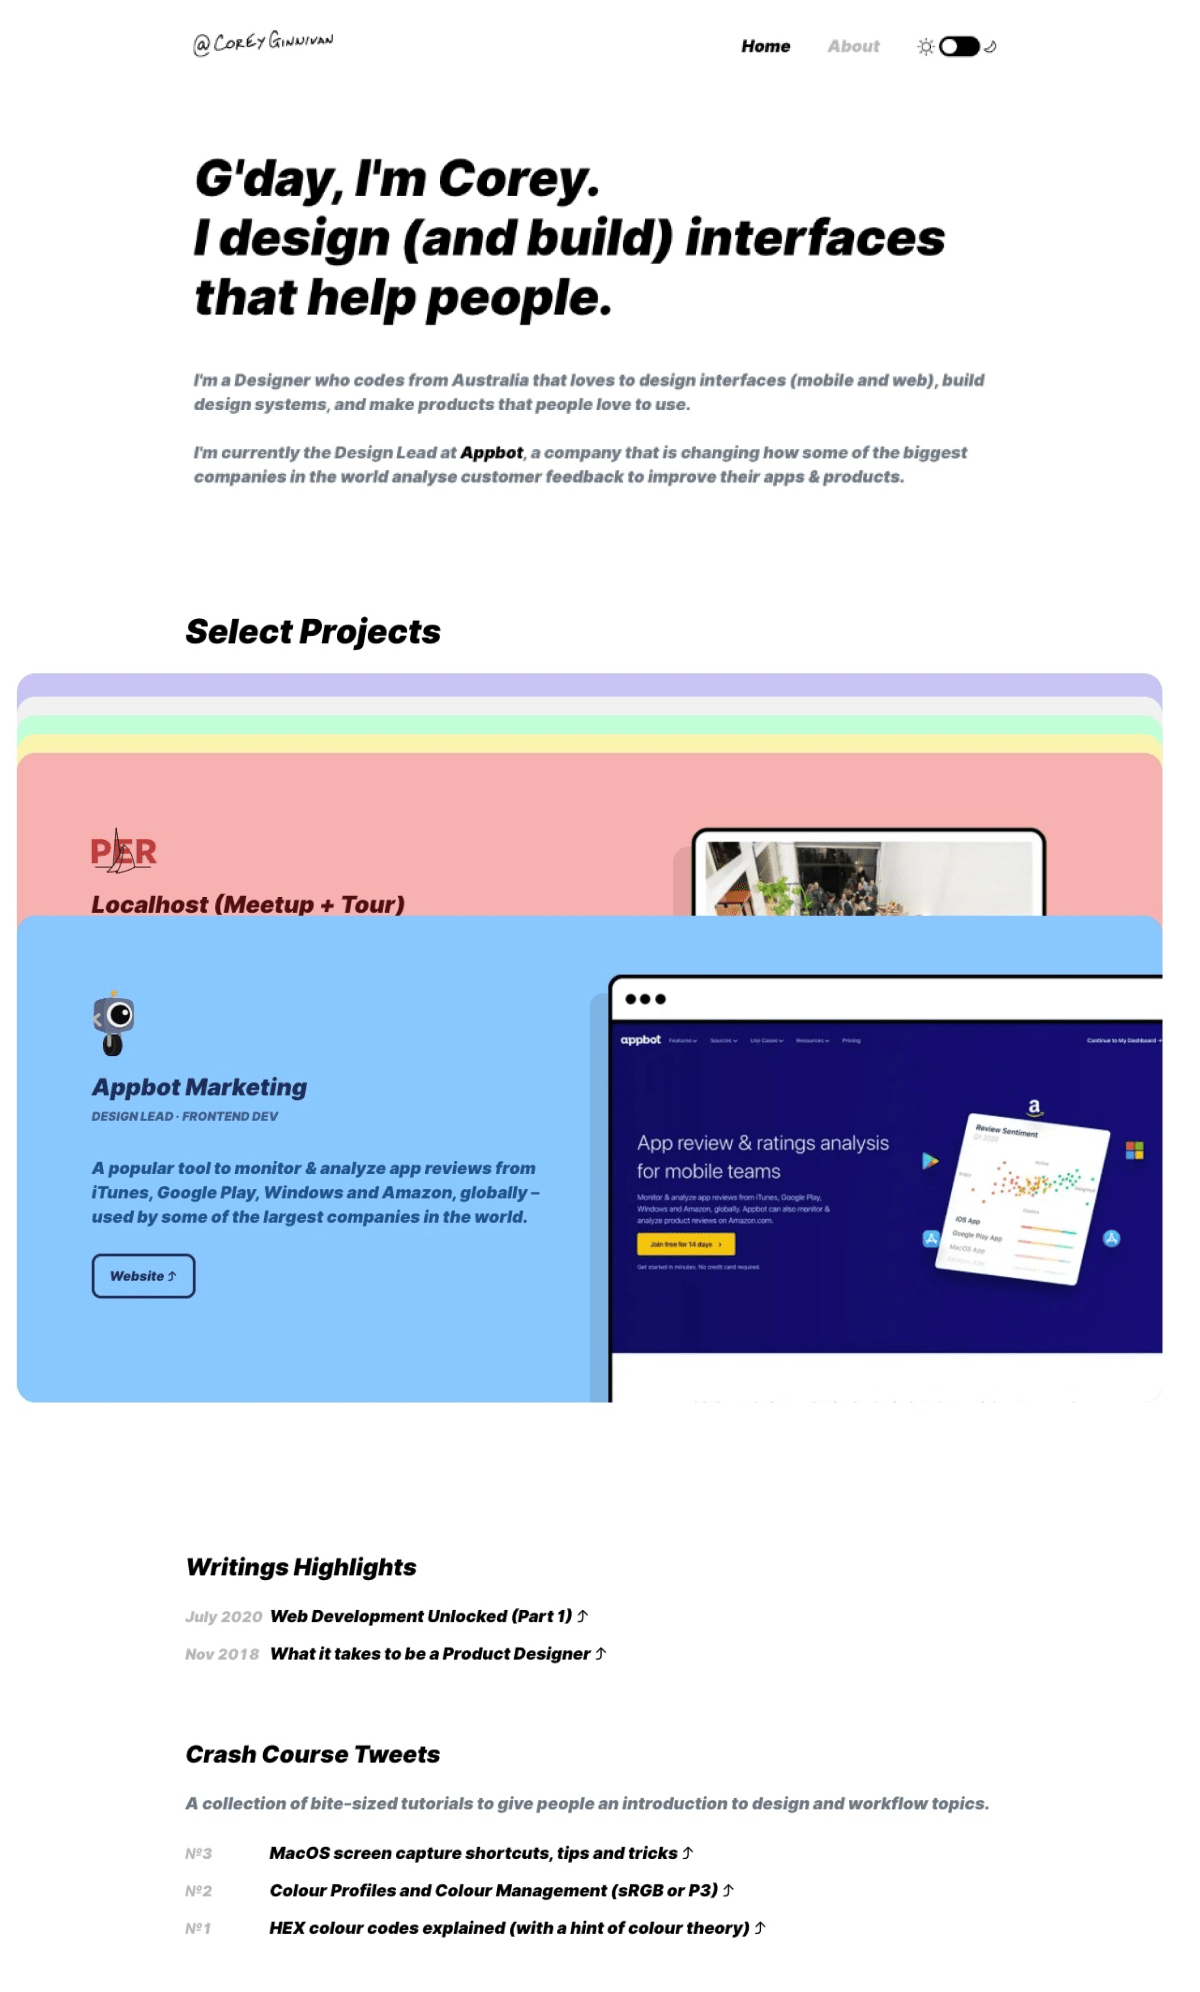 @CoreyGinnivan
Home About
G'day, I'm Corey.
I design (and build) interfaces
that help people.
I'm a Designer who codes from Australia that loves to design interfaces (mobile and web), build
design systems, and make products that people love to use.
I'm currently the Design Lead at Appbot, a company that is changing how some of the biggest
companies in the world analyse customer feedback to improve their apps & products.
Select Projects
PER
Localhost (Meetup + Tour)
Appbot Marketing
DESIGN LEAD · FRONTEND DEV
A popular tool to monitor & analyze app reviews from
iTunes, Google Play, Windows and Amazon, globally –
used by some of the largest companies in the world.
Website ⤴
appbot Features Sources Use Cases Resources Pricing Continue to My Dashboard →
App review & ratings analysis
for mobile teams
Monitor & analyze app reviews from iTunes, Google Play,
Windows and Amazon, globally. Appbot can also monitor &
analyze product reviews on Amazon.com.
Join free for 14 days >
Get started in minutes. No credit card required.
a
Review Sentiment
Q1 2020
Active
Angry
Delighted
Passive
iOS App
Google Play App
MacOS App
Writings Highlights
July 2020 Web Development Unlocked (Part 1) ⤴
Nov 2018 What it takes to be a Product Designer ⤴
Crash Course Tweets
A collection of bite-sized tutorials to give people an introduction to design and workflow topics.
Nº3 MacOS screen capture shortcuts, tips and tricks ⤴
Nº2 Colour Profiles and Colour Management (sRGB or P3) ⤴
Nº1 HEX colour codes explained (with a hint of colour theory) ⤴